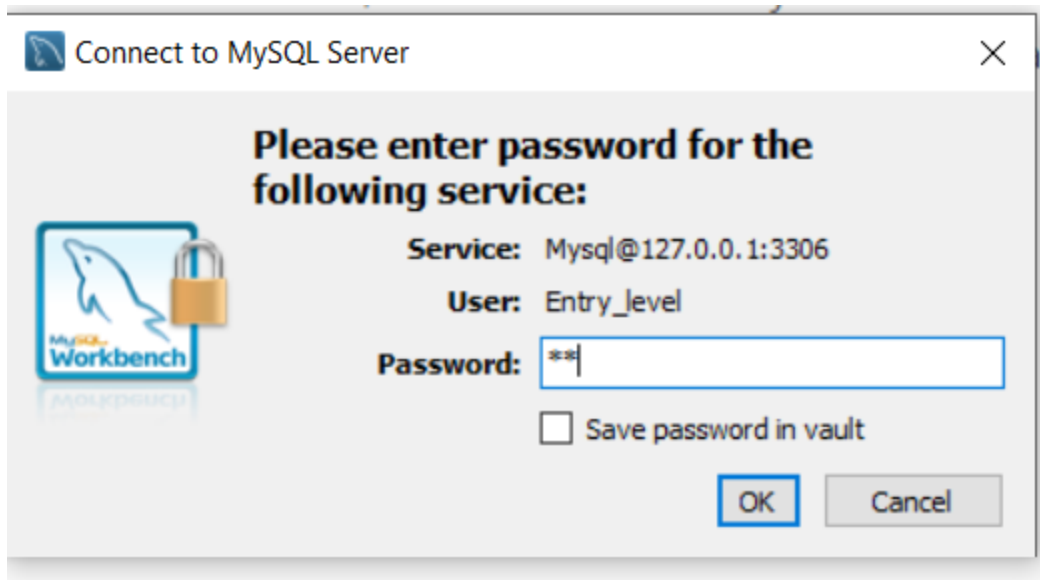 Connect to MySQL Server
Please enter password for the
following service:
Service: Mysql@127.0.0.1:3306
User: Entry_level
MySQL
Workbench
Password: **
Save password in vault
OK Cancel